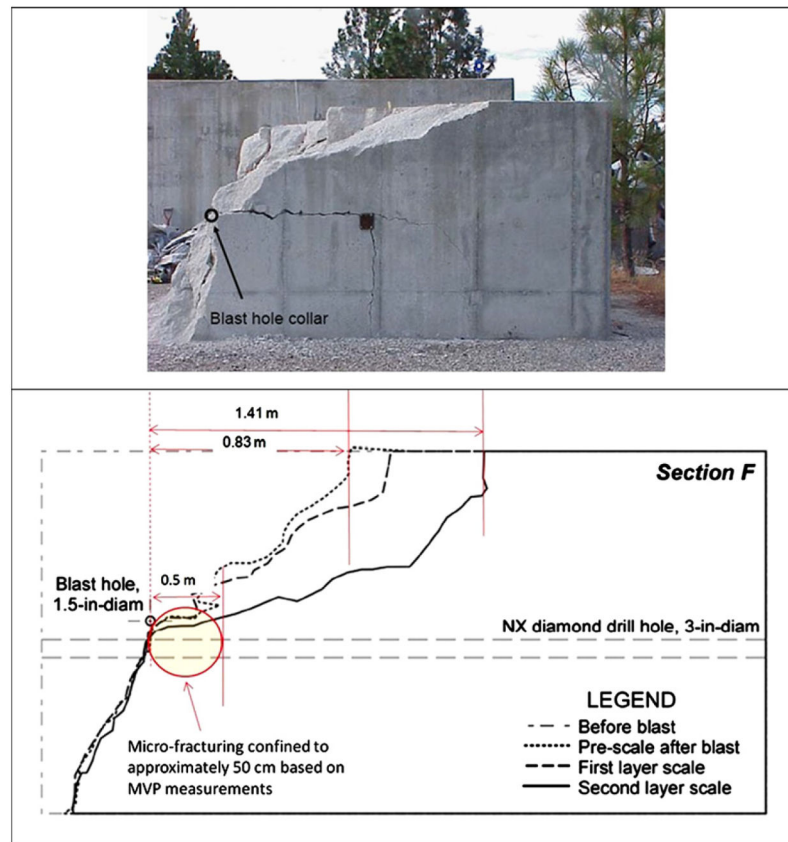 Blast hole collar
1.41 m
0.83 m
Section F
Blast hole,
1.5-in-diam
0.5 m
NX diamond drill hole, 3-in-diam
Micro-fracturing confined to
approximately 50 cm based on
MVP measurements
LEGEND
Before blast
Pre-scale after blast
First layer scale
Second layer scale